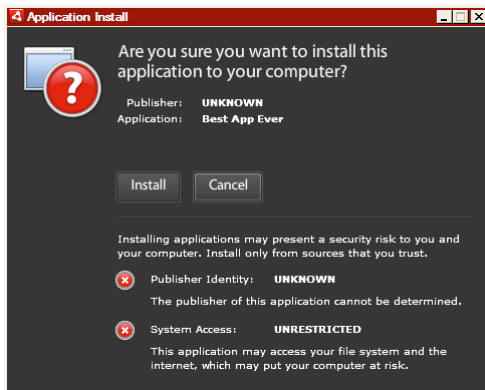 Application Install
Are you sure you want to install this
application to your computer?
Publisher: UNKNOWN
Application: Best App Ever
Install Cancel
Installing applications may present a security risk to you and
your computer. Install only from sources that you trust.
Publisher Identity: UNKNOWN
The publisher of this application cannot be determined.
System Access: UNRESTRICTED
This application may access your file system and the
internet, which may put your computer at risk.